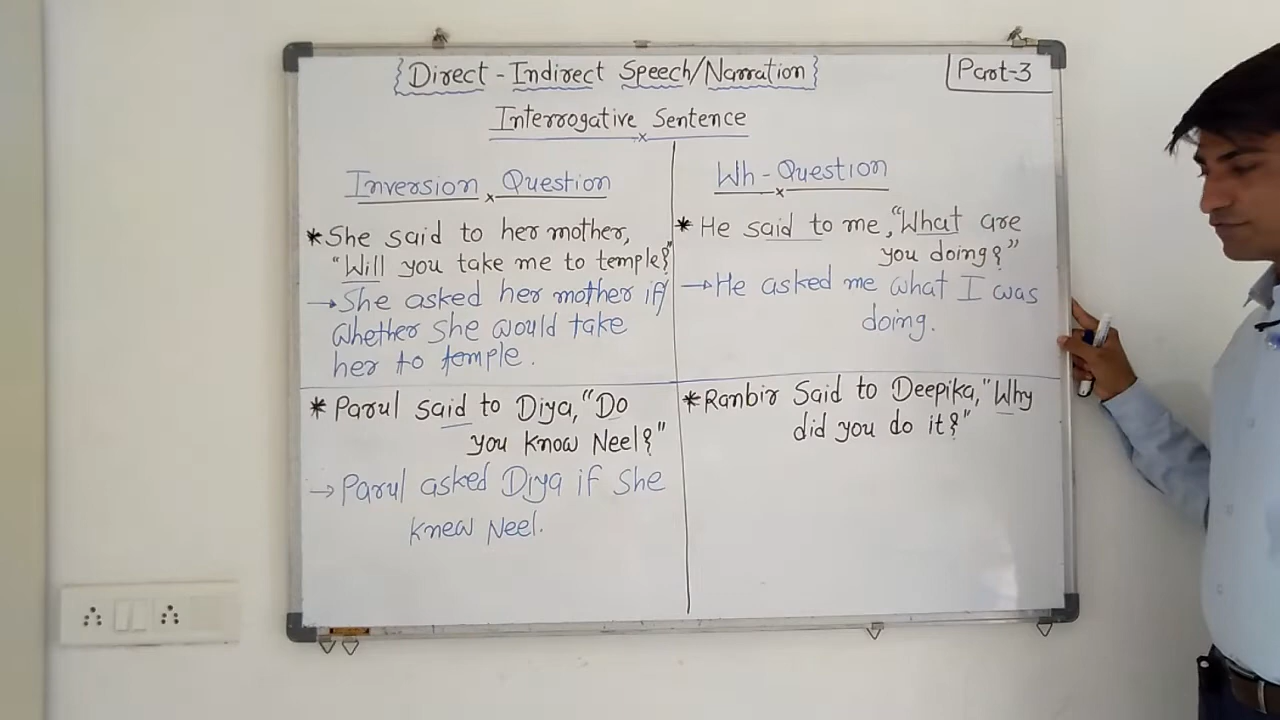 {Direct - Indirect Speech/Narration}
Part-3
Interrogative Sentence
Inversion Question
* She said to her mother,
"Will you take me to temple?"
→ She asked her mother if/
whether she would take
her to temple.
* Parul said to Diya, "Do
you know Neel?"
→ Parul asked Diya if she
knew Neel.
Wh - Question
* He said to me, "What are
you doing?"
→ He asked me what I was
doing.
* Ranbir Said to Deepika, "Why
did you do it?"